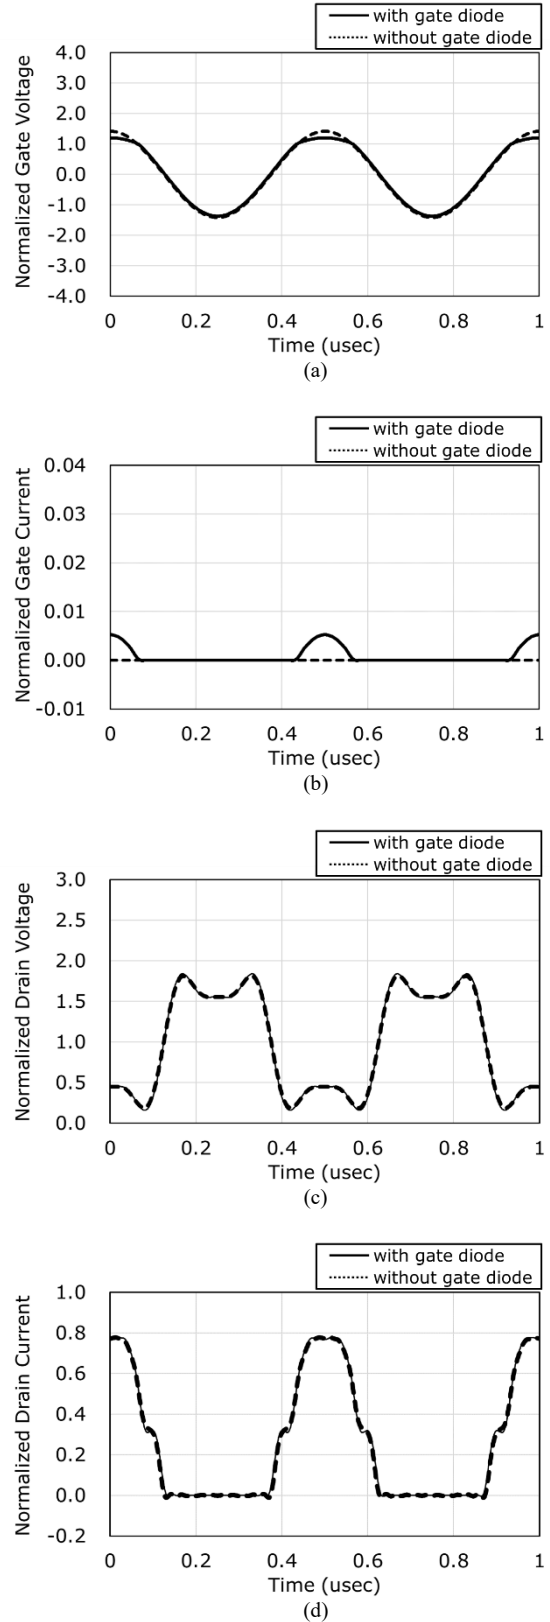 with gate diode
without gate diode
Normalized Gate Voltage
4.0
3.0
2.0
1.0
0.0
-1.0
-2.0
-3.0
-4.0
0 0.2 0.4 0.6 0.8 1
Time (usec)
(a)
with gate diode
without gate diode
Normalized Gate Current
0.04
0.03
0.02
0.01
0.00
-0.01
0 0.2 0.4 0.6 0.8 1
Time (usec)
(b)
with gate diode
without gate diode
Normalized Drain Voltage
3.0
2.5
2.0
1.5
1.0
0.5
0.0
0 0.2 0.4 0.6 0.8 1
Time (usec)
(c)
with gate diode
without gate diode
Normalized Drain Current
1.0
0.8
0.6
0.4
0.2
0.0
-0.2
0 0.2 0.4 0.6 0.8 1
Time (usec)
(d)